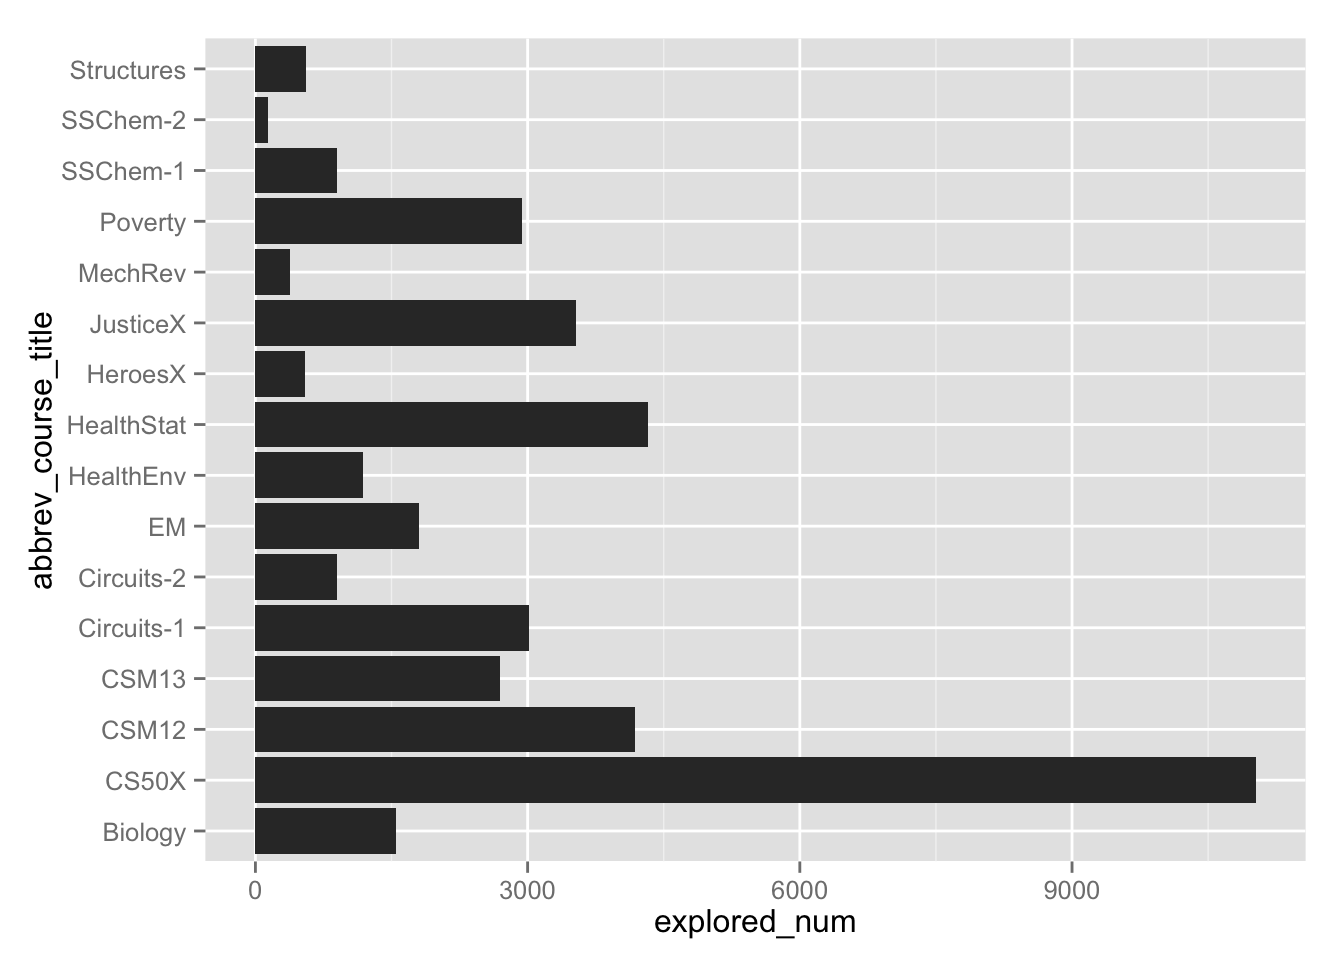 Structures
SSChem-2
SSChem-1
Poverty
MechRev
JusticeX
HeroesX
HealthStat
HealthEnv
EM
Circuits-2
Circuits-1
CSM13
CSM12
CS50X
Biology
abbrev_course_title
0 3000 6000 9000
explored_num